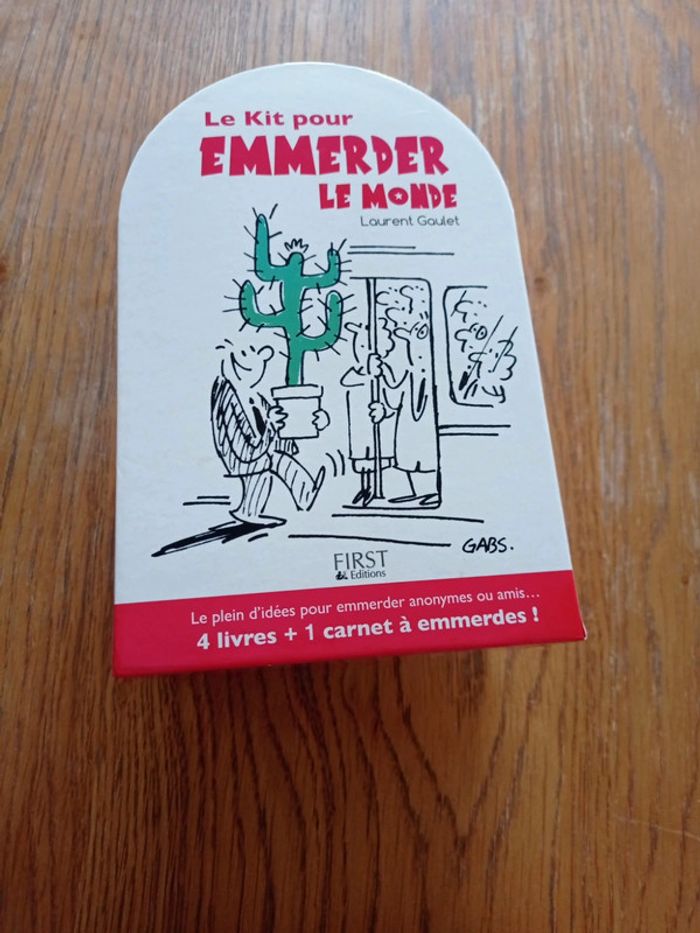 Le Kit pour
EMMERDER
LE MONDE
Laurent Gaulet
GABS.
FIRST
Editions
Le plein d'idées pour emmerder anonymes ou amis...
4 livres + 1 carnet à emmerdes !